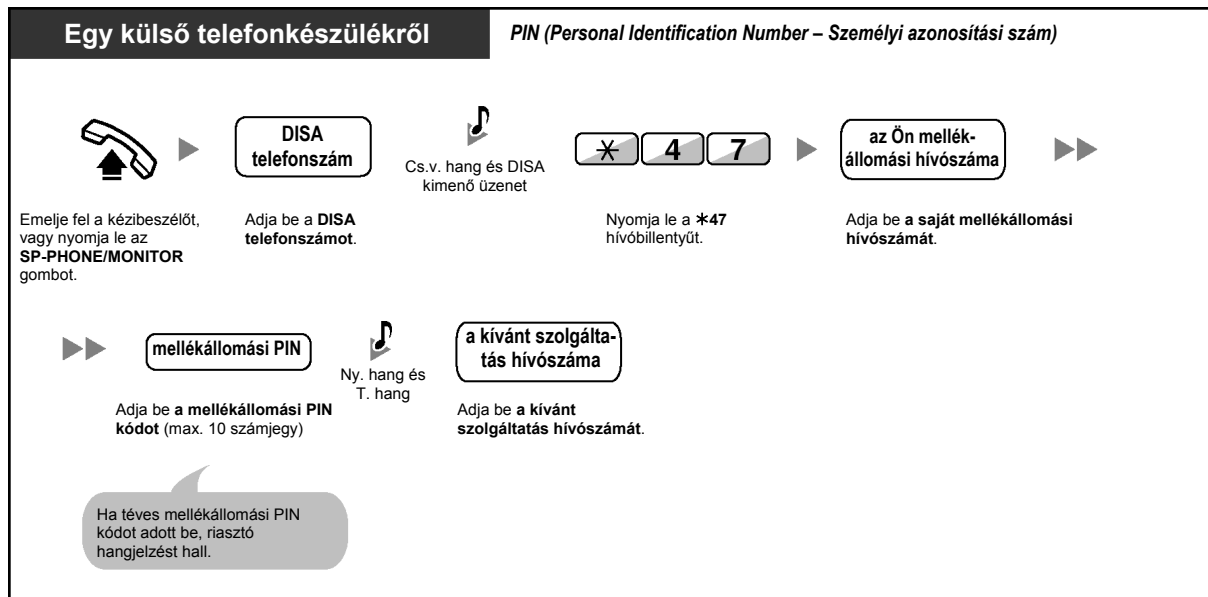 Egy külső telefonkészülékről
PIN (Personal Identification Number – Személyi azonosítási szám)
DISA
telefonszám
Cs.v. hang és DISA
kimenő üzenet
* 4 7
az Ön mellék-
állomási hívószáma
Emelje fel a kézibeszélőt,
vagy nyomja le az
SP-PHONE/MONITOR
gombot.
Adja be a DISA
telefonszámot.
Nyomja le a *47
hívóbillentyűt.
Adja be a saját mellékállomási
hívószámát.
mellékállomási PIN
Ny. hang és
T. hang
a kívánt szolgálta-
tás hívószáma
Adja be a mellékállomási PIN
kódot (max. 10 számjegy)
Adja be a kívánt
szolgáltatás hívószámát.
Ha téves mellékállomási PIN
kódot adott be, riasztó
hangjelzést hall.